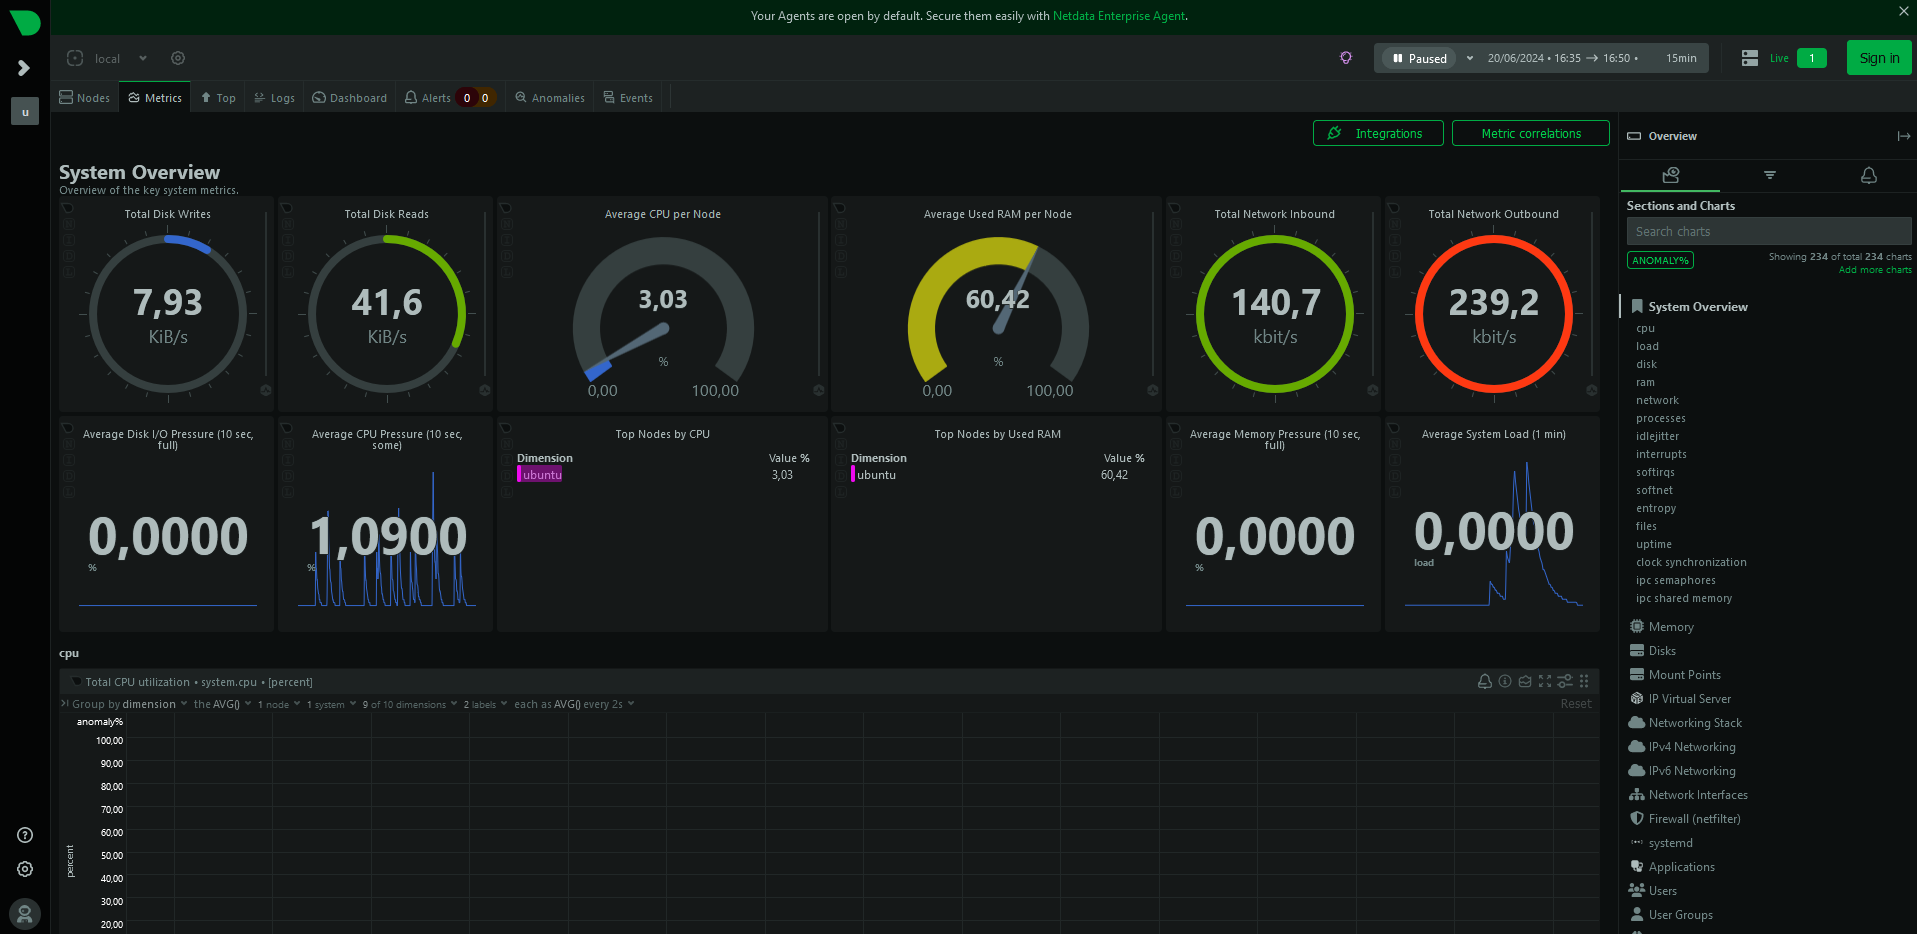 Your Agents are open by default. Secure them easily with Netdata Enterprise Agent.
local
Paused
20/06/2024 • 16:35 → 16:50 •
15min
Live
1
Sign in
u
Nodes
Metrics
Top
Logs
Dashboard
Alerts
0
0
Anomalies
Events
Integrations
Metric correlations
System Overview
Overview of the key system metrics.
Total Disk Writes
7,93
KiB/s
Total Disk Reads
41,6
KiB/s
Average CPU per Node
3,03
%
0,00
100,00
Average Used RAM per Node
60,42
%
0,00
100,00
Total Network Inbound
140,7
kbit/s
Total Network Outbound
239,2
kbit/s
Average Disk I/O Pressure (10 sec,
full)
0,0000
%
Average CPU Pressure (10 sec,
some)
1,0900
%
Top Nodes by CPU
Dimension Value %
ubuntu 3,03
Top Nodes by Used RAM
Dimension Value %
ubuntu 60,42
Average Memory Pressure (10 sec,
full)
0,0000
%
Average System Load (1 min)
0,0000
load
cpu
Total CPU utilization • system.cpu • [percent]
Group by dimension the AVG() 1 node 1 system 9 of 10 dimensions 2 labels each as AVG() every 2s
Reset
anomaly%
100,00
90,00
80,00
70,00
60,00
50,00
40,00
30,00
20,00
percent
Overview
Sections and Charts
Search charts
ANOMALY%
Showing 234 of total 234 charts
Add more charts
System Overview
cpu
load
disk
ram
network
processes
idlejitter
interrupts
softirqs
softnet
entropy
files
uptime
clock synchronization
ipc semaphores
ipc shared memory
Memory
Disks
Mount Points
IP Virtual Server
Networking Stack
IPv4 Networking
IPv6 Networking
Network Interfaces
Firewall (netfilter)
systemd
Applications
Users
User Groups